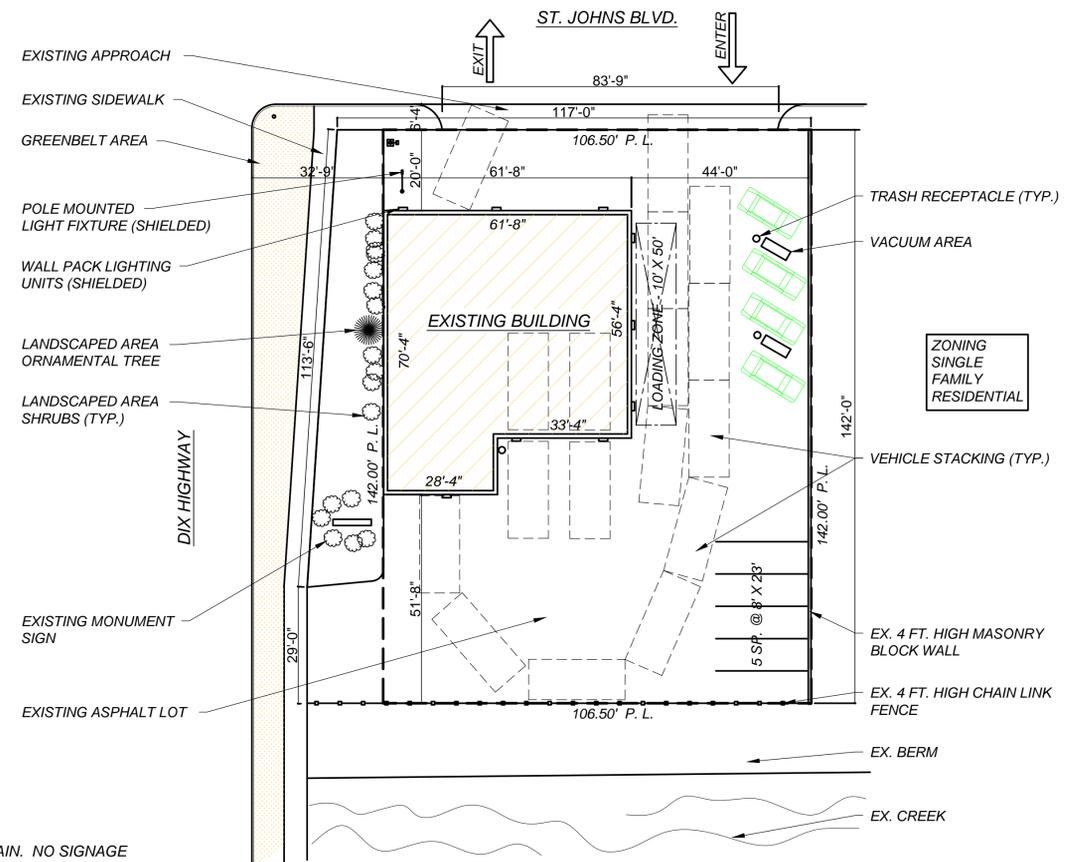 ST. JOHNS BLVD.
EXIT
ENTER
83'-9"
117'-0"
106.50' P. L.
6'-4"
20'-0"
32'-9"
61'-8"
44'-0"
EXISTING APPROACH
EXISTING SIDEWALK
GREENBELT AREA
POLE MOUNTED
LIGHT FIXTURE (SHIELDED)
WALL PACK LIGHTING
UNITS (SHIELDED)
LANDSCAPED AREA
ORNAMENTAL TREE
LANDSCAPED AREA
SHRUBS (TYP.)
DIX HIGHWAY
EXISTING MONUMENT
SIGN
EXISTING ASPHALT LOT
113'-6"
29'-0"
142.00' P. L.
61'-8"
EXISTING BUILDING
70'-4"
56'-4"
33'-4"
28'-4"
51'-8"
LOADING ZONE - 10' X 50'
5 SP. @ 8' X 23'
106.50' P. L.
142'-0"
142.00' P. L.
TRASH RECEPTACLE (TYP.)
VACUUM AREA
ZONING
SINGLE
FAMILY
RESIDENTIAL
VEHICLE STACKING (TYP.)
EX. 4 FT. HIGH MASONRY
BLOCK WALL
EX. 4 FT. HIGH CHAIN LINK
FENCE
EX. BERM
EX. CREEK
AIN. NO SIGNAGE